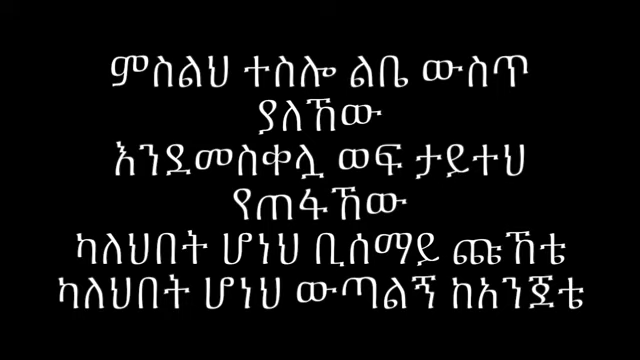 ምስልህ ተስሎ ልቤ ውስጥ
ያለኸው
እንደመስቀሏ ወፍ ታይተህ
የጠፋኸው
ካለህበት ሆነህ ቢሰማይ ጩኸቴ
ካለህበት ሆነህ ውጣልኝ ከአንጀቴ